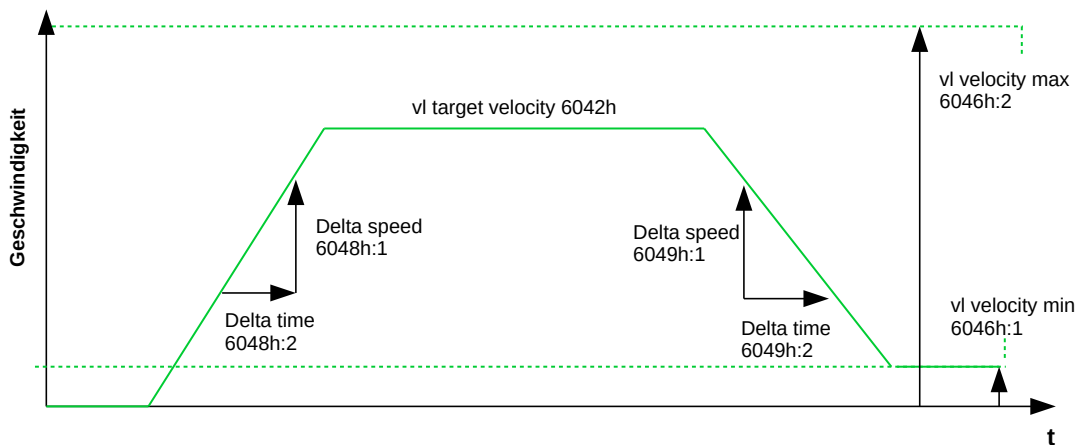 Geschwindigkeit
vl velocity max
6046h:2
vl target velocity 6042h
Delta speed
6048h:1
Delta speed
6049h:1
Delta time
6048h:2
Delta time
6049h:2
vl velocity min
6046h:1
t